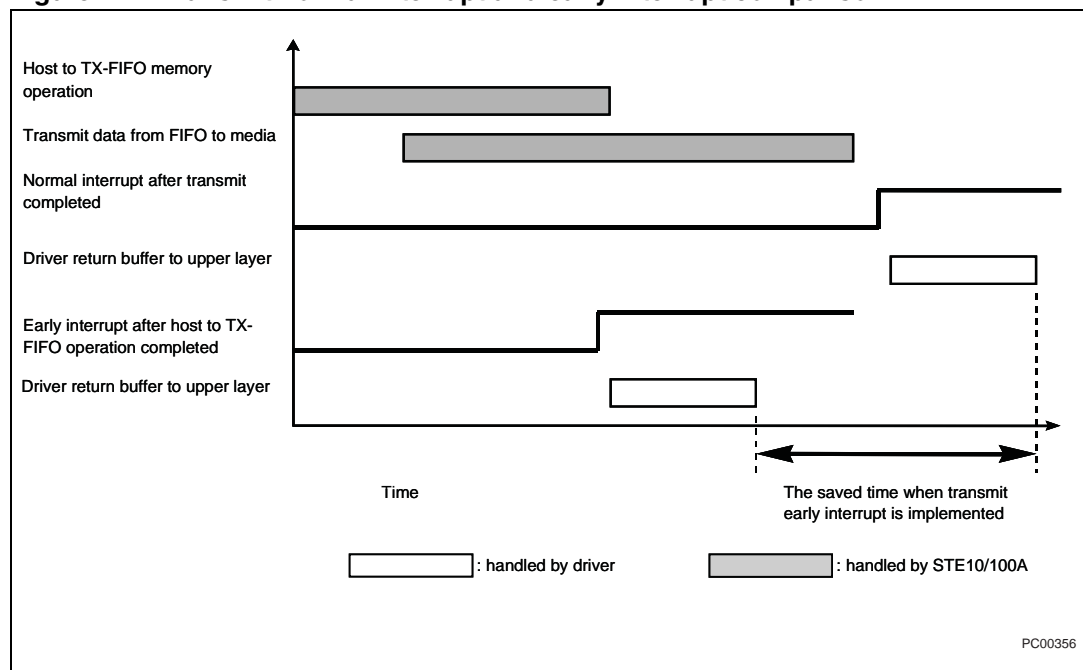 Host to TX-FIFO memory
operation
Transmit data from FIFO to media
Normal interrupt after transmit
completed
Driver return buffer to upper layer
Early interrupt after host to TX-
FIFO operation completed
Driver return buffer to upper layer
Time
The saved time when transmit
early interrupt is implemented
: handled by driver
: handled by STE10/100A
PC00356